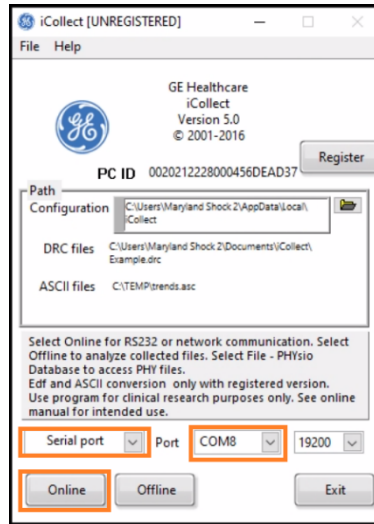 iCollect [UNREGISTERED]
File Help
GE Healthcare
iCollect
Version 5.0
© 2001-2016
Register
PC ID 0020212228000456DEAD37
Path
Configuration C:\Users\Maryland Shock 2\AppData\Local\
iCollect
DRC files C:\Users\Maryland Shock 2\Documents\iCollect\
Example.drc
ASCII files C:\TEMP\trends.asc
Select Online for RS232 or network communication. Select
Offline to analyze collected files. Select File - PHYsio
Database to access PHY files.
Edf and ASCII conversion only with registered version.
Use program for clinical research purposes only. See online
manual for intended use.
Serial port Port COM8 19200
Online Offline Exit